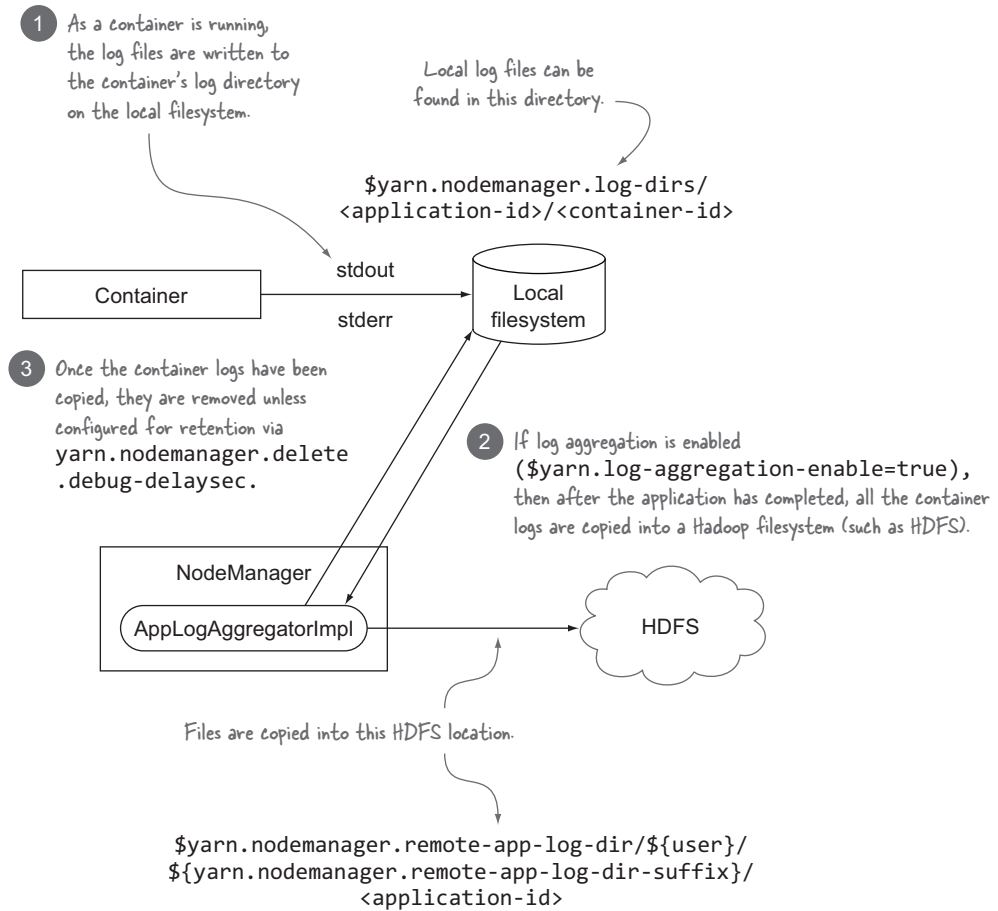 1
As a container is running,
the log files are written to
the container's log directory
on the local filesystem.
Local log files can be
found in this directory.
$yarn.nodemanager.log-dirs/
<application-id>/<container-id>
stdout
Container
stderr
Local
filesystem
3
Once the container logs have been
copied, they are removed unless
configured for retention via
yarn.nodemanager.delete
.debug-delaysec.
2
If log aggregation is enabled
($yarn.log-aggregation-enable=true),
then after the application has completed, all the container
logs are copied into a Hadoop filesystem (such as HDFS).
NodeManager
AppLogAggregatorImpl
HDFS
Files are copied into this HDFS location.
$yarn.nodemanager.remote-app-log-dir/${user}/
${yarn.nodemanager.remote-app-log-dir-suffix}/
<application-id>